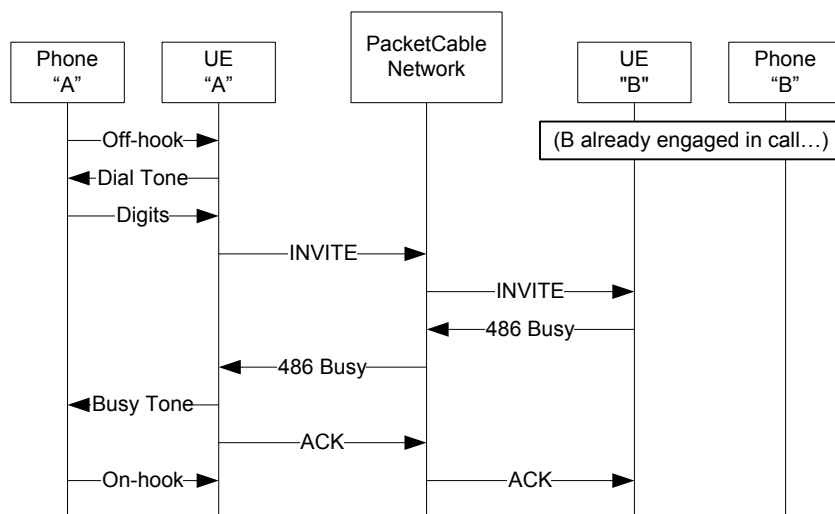 Phone
“A”
UE
“A”
PacketCable
Network
UE
"B"
Phone
“B”
(B already engaged in call…)
Off-hook
Dial Tone
Digits
INVITE
INVITE
486 Busy
486 Busy
Busy Tone
ACK
On-hook
ACK